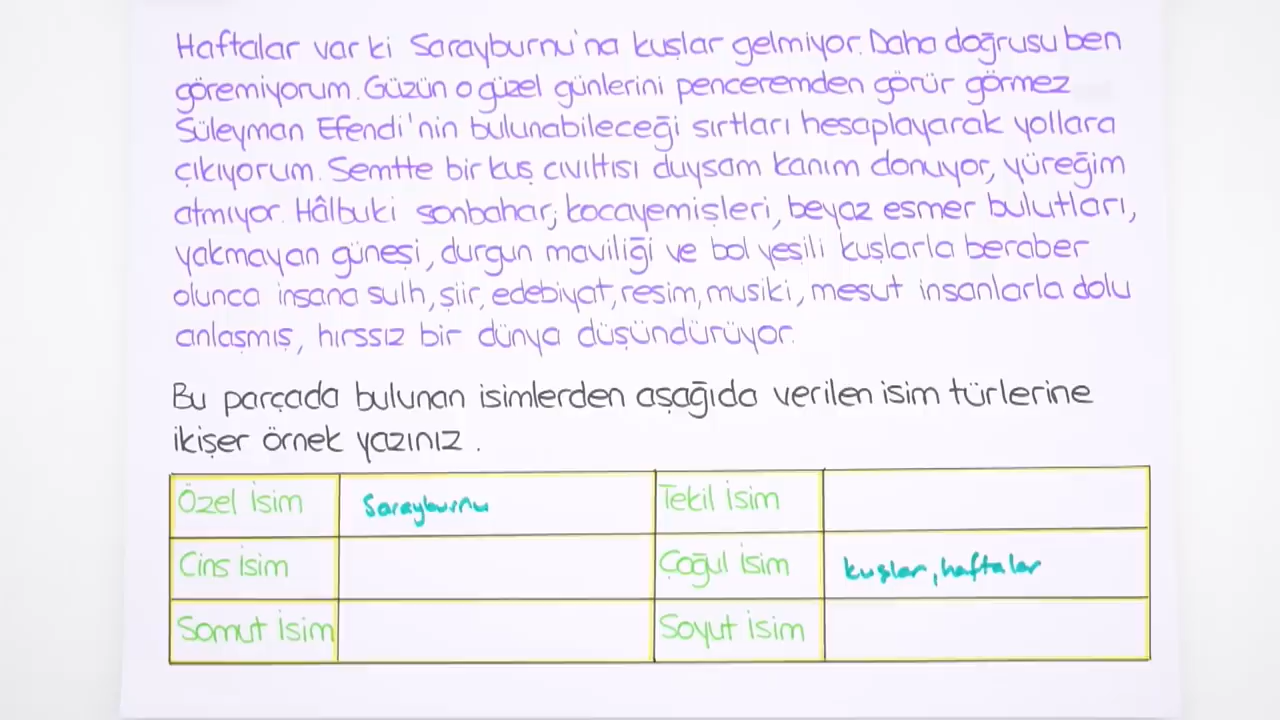 Haftalar var ki Sarayburnu'na kuşlar gelmiyor. Daha doğrusu ben
göremiyorum. Güzün o güzel günlerini penceremden görür görmez
Süleyman Efendi'nin bulunabileceği sırtları hesaplayarak yollara
çıkıyorum. Semtte bir kuş cıvıltısı duysam kanım donuyor, yüreğim
atmıyor. Hâlbuki sonbahar; kocayemişleri, beyaz esmer bulutları,
yakmayan güneşi, durgun maviliği ve bol yeşili kuşlarla beraber
olunca insana sulh, şiir, edebiyat, resim, musiki, mesut insanlarla dolu
anlaşmış, hırssız bir dünya düşündürüyor.
Bu parçada bulunan isimlerden aşağıda verilen isim türlerine
ikişer örnek yazınız.
Özel İsim Sarayburnu Tekil İsim
Cins İsim Çoğul İsim kuşlar, haftalar
Somut İsim Soyut İsim